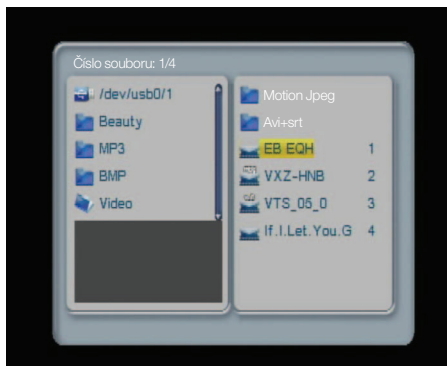 Číslo souboru: 1/4
/dev/usb0/1
Beauty
MP3
BMP
Video
Motion Jpeg
Avi+srt
EB EQH 1
VXZ-HNB 2
VTS_05_0 3
If.I.Let.You.G 4